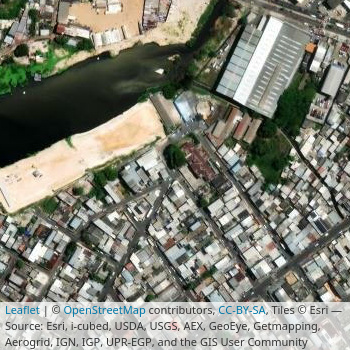 Leaflet | © OpenStreetMap contributors, CC-BY-SA, Tiles © Esri —
Source: Esri, i-cubed, USDA, USGS, AEX, GeoEye, Getmapping,
Aerogrid, IGN, IGP, UPR-EGP, and the GIS User Community